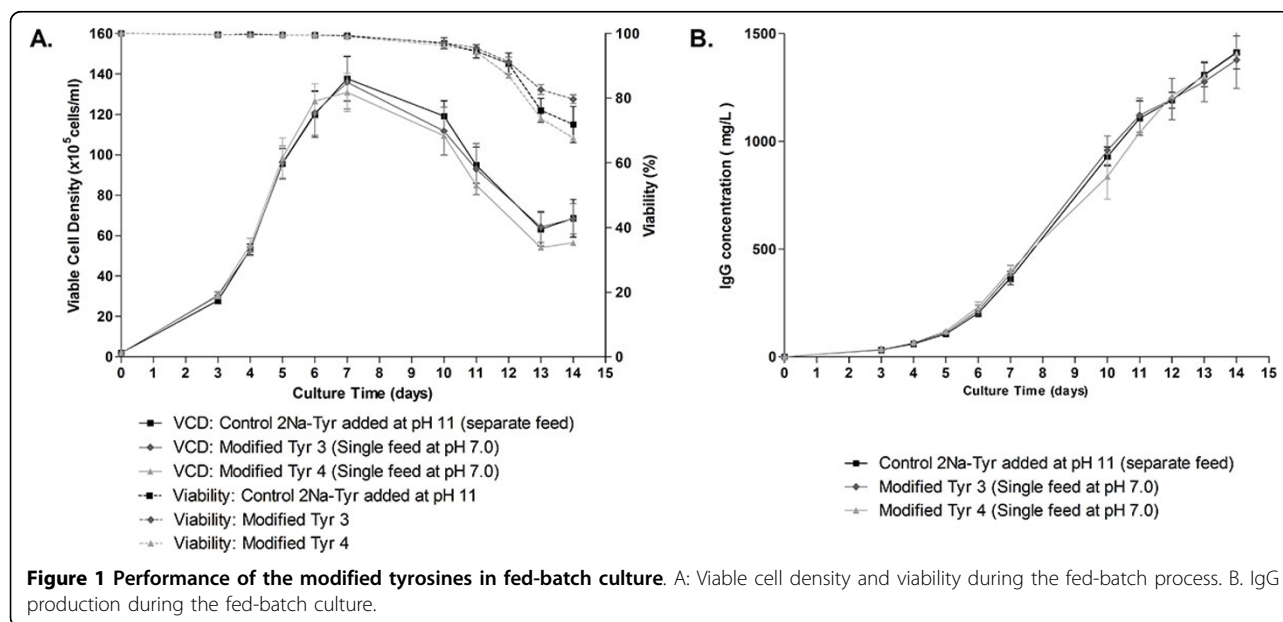 A.
160
140
120
100
80
60
40
20
0
Viable Cell Density (x10⁵cells/ml)
100
80
60
40
20
0
Viability (%)
0 1 2 3 4 5 6 7 8 9 10 11 12 13 14 15
Culture Time (days)
VCD: Control 2Na-Tyr added at pH 11 (separate feed)
VCD: Modified Tyr 3 (Single feed at pH 7.0)
VCD: Modified Tyr 4 (Single feed at pH 7.0)
Viability: Control 2Na-Tyr added at pH 11
Viability: Modified Tyr 3
Viability: Modified Tyr 4
B.
1500
1000
500
0
IgG concentration ( mg/L)
0 1 2 3 4 5 6 7 8 9 10 11 12 13 14 15
Culture Time (days)
Control 2Na-Tyr added at pH 11 (separate feed)
Modified Tyr 3 (Single feed at pH 7.0)
Modified Tyr 4 (Single feed at pH 7.0)
Figure 1 Performance of the modified tyrosines in fed-batch culture. A: Viable cell density and viability during the fed-batch process. B. IgG
production during the fed-batch culture.